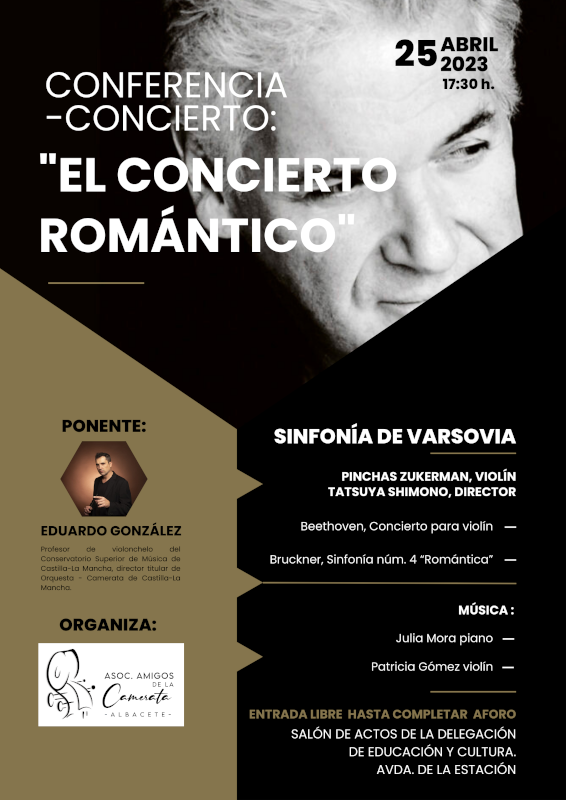 25 ABRIL
2023
17:30 h.
CONFERENCIA
-CONCIERTO:
"EL CONCIERTO
ROMÁNTICO"
PONENTE:
EDUARDO GONZÁLEZ
Profesor de violonchelo del
Conservatorio Superior de Música de
Castilla-La Mancha, director titular de
Orquesta - Camerata de Castilla-La
Mancha.
ORGANIZA:
ASOC. AMIGOS
DE LA
Camerata
-ALBACETE-
SINFONÍA DE VARSOVIA
PINCHAS ZUKERMAN, VIOLÍN
TATSUYA SHIMONO, DIRECTOR
Beethoven, Concierto para violín —
Bruckner, Sinfonía núm. 4 “Romántica” —
MÚSICA :
Julia Mora piano —
Patricia Gómez violín —
ENTRADA LIBRE HASTA COMPLETAR AFORO
SALÓN DE ACTOS DE LA DELEGACIÓN
DE EDUCACIÓN Y CULTURA.
AVDA. DE LA ESTACIÓN